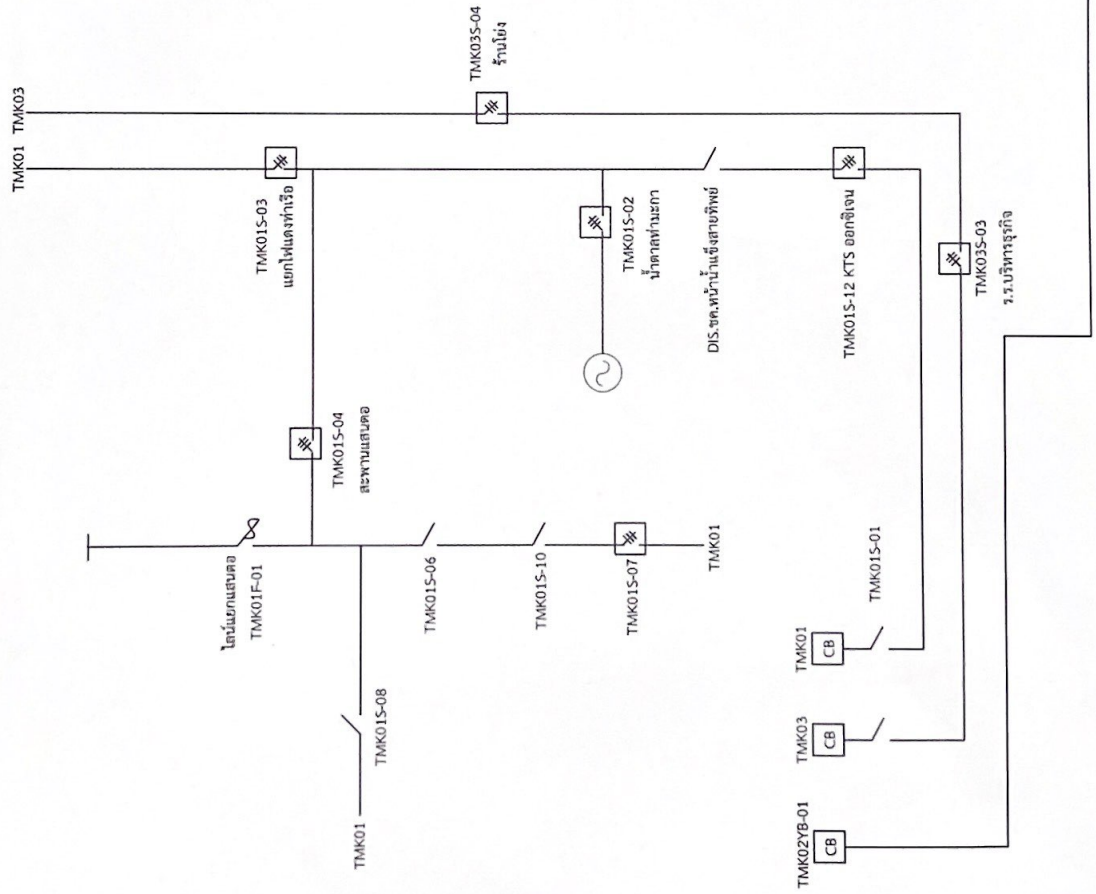 TMK01 TMK03
TMK03S-04
ร้านโย่ง
TMK01S-03
แยกไฟแดงท่าเรือ
TMK01S-02
น้ำตาลท่ามะกา
DIS.ขค.หน้าน้ำแข็งสายทิพย์
TMK01S-12 KTS ออกซิเจน
TMK03S-03
ร.ร.บริหารธุรกิจ
TMK01S-04
สะพานแสนตอ
ไลน์แยกแสนตอ
TMK01F-01
TMK01S-06
TMK01S-10
TMK01S-07
TMK01
TMK01S-08
TMK01
TMK01S-01
TMK01
CB
TMK03
CB
TMK02YB-01
CB